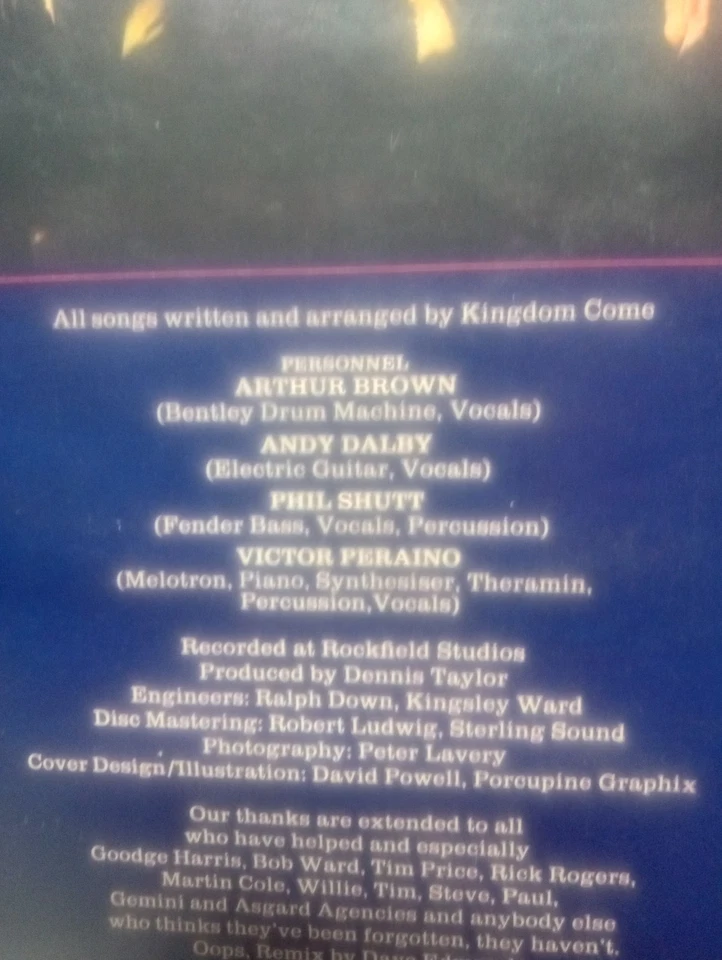 All songs written and arranged by Kingdom Come
PERSONNEL
ARTHUR BROWN
(Bentley Drum Machine, Vocals)
ANDY DALBY
(Electric Guitar, Vocals)
PHIL SHUTT
(Fender Bass, Vocals, Percussion)
VICTOR PERAINO
(Melotron, Piano, Synthesiser, Theramin,
Percussion, Vocals)
Recorded at Rockfield Studios
Produced by Dennis Taylor
Engineers: Ralph Down, Kingsley Ward
Disc Mastering: Robert Ludwig, Sterling Sound
Photography: Peter Lavery
Cover Design/Illustration: David Powell, Porcupine Graphix
Our thanks are extended to all
who have helped and especially
Goodge Harris, Bob Ward, Tim Price, Rick Rogers,
Martin Cole, Willie, Tim, Steve, Paul,
Gemini and Asgard Agencies and anybody else
who thinks they've been forgotten, they haven't.
Oops, Remix by Dave